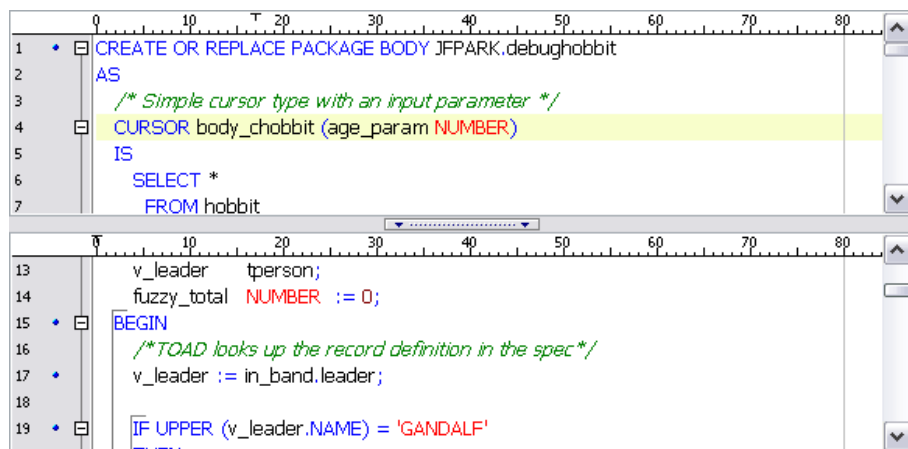 0 10 20 30 40 50 60 70 80
1 CREATE OR REPLACE PACKAGE BODY JFPARK.debughobbit
2 AS
3 /* Simple cursor type with an input parameter */
4 CURSOR body_chobbit (age_param NUMBER)
5 IS
6 SELECT *
7 FROM hobbit
0 10 20 30 40 50 60 70 80
13 v_leader tperson;
14 fuzzy_total NUMBER := 0;
15 BEGIN
16 /*TOAD looks up the record definition in the spec*/
17 v_leader := in_band.leader;
18
19 IF UPPER (v_leader.NAME) = 'GANDALF'